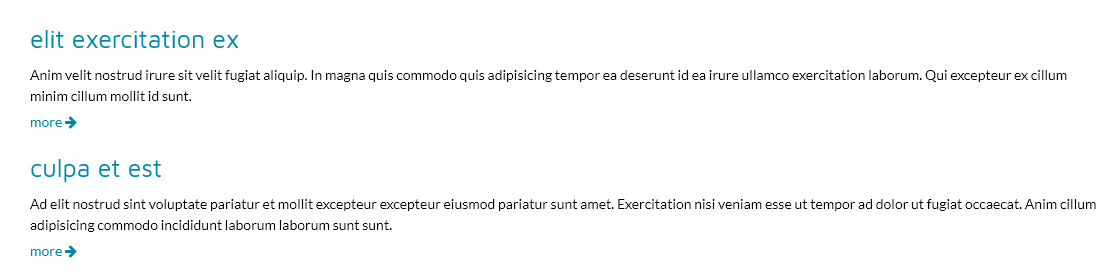 elit exercitation ex
Anim velit nostrud irure sit velit fugiat aliquip. In magna quis commodo quis adipisicing tempor ea deserunt id ea irure ullamco exercitation laborum. Qui excepteur ex cillum
minim cillum mollit id sunt.
more
culpa et est
Ad elit nostrud sint voluptate pariatur et mollit excepteur excepteur eiusmod pariatur sunt amet. Exercitation nisi veniam esse ut tempor ad dolor ut fugiat occaecat. Anim cillum
adipisicing commodo incididunt laborum laborum sunt sunt.
more